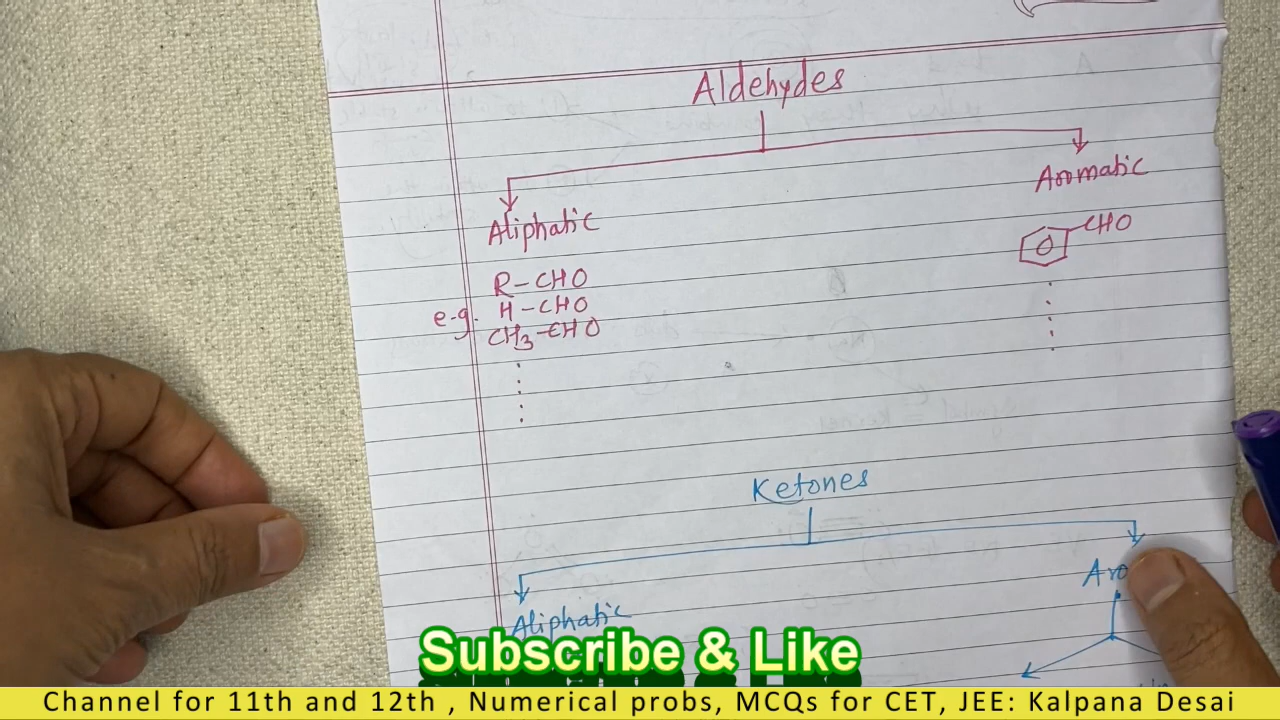 Aldehydes
Aliphatic
Aromatic
R-CHO
CHO
e.g. H-CHO
CH3-CHO
Ketones
Aliphatic
Aro
Subscribe & Like
Channel for 11th and 12th , Numerical probs, MCQs for CET, JEE: Kalpana Desai